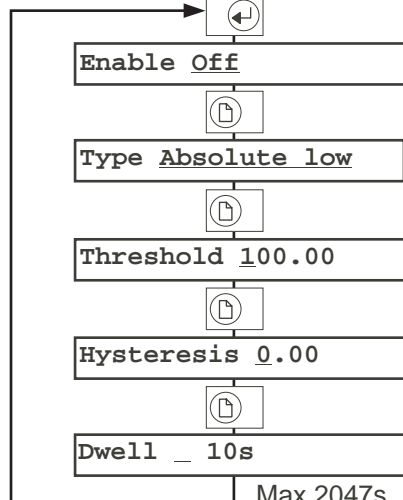 Enable Off
Type Absolute low
Threshold 100.00
Hysteresis 0.00
Dwell _ 10s
Max 2047s